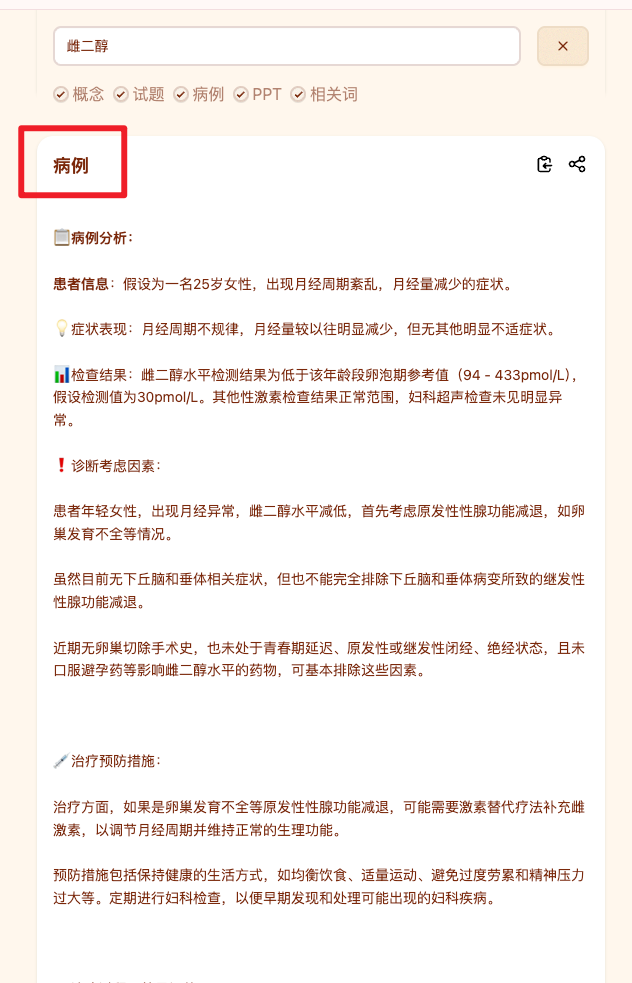 雌二醇
概念 试题 病例 PPT 相关词
病例
病例分析：
患者信息：假设为一名25岁女性，出现月经周期紊乱，月经量减少的症状。
症状表现：月经周期不规律，月经量较以往明显减少，但无其他明显不适症状。
检查结果：雌二醇水平检测结果为低于该年龄段卵泡期参考值（94 - 433pmol/L），
假设检测值为30pmol/L。其他性激素检查结果正常范围，妇科超声检查未见明显异
常。
诊断考虑因素：
患者年轻女性，出现月经异常，雌二醇水平减低，首先考虑原发性性腺功能减退，如卵
巢发育不全等情况。
虽然目前无下丘脑和垂体相关症状，但也不能完全排除下丘脑和垂体病变所致的继发性
性腺功能减退。
近期无卵巢切除手术史，也未处于青春期延迟、原发性或继发性闭经、绝经状态，且未
口服避孕药等影响雌二醇水平的药物，可基本排除这些因素。
治疗预防措施：
治疗方面，如果是卵巢发育不全等原发性性腺功能减退，可能需要激素替代疗法补充雌
激素，以调节月经周期并维持正常的生理功能。
预防措施包括保持健康的生活方式，如均衡饮食、适量运动、避免过度劳累和精神压力
过大等。定期进行妇科检查，以便早期发现和处理可能出现的妇科疾病。